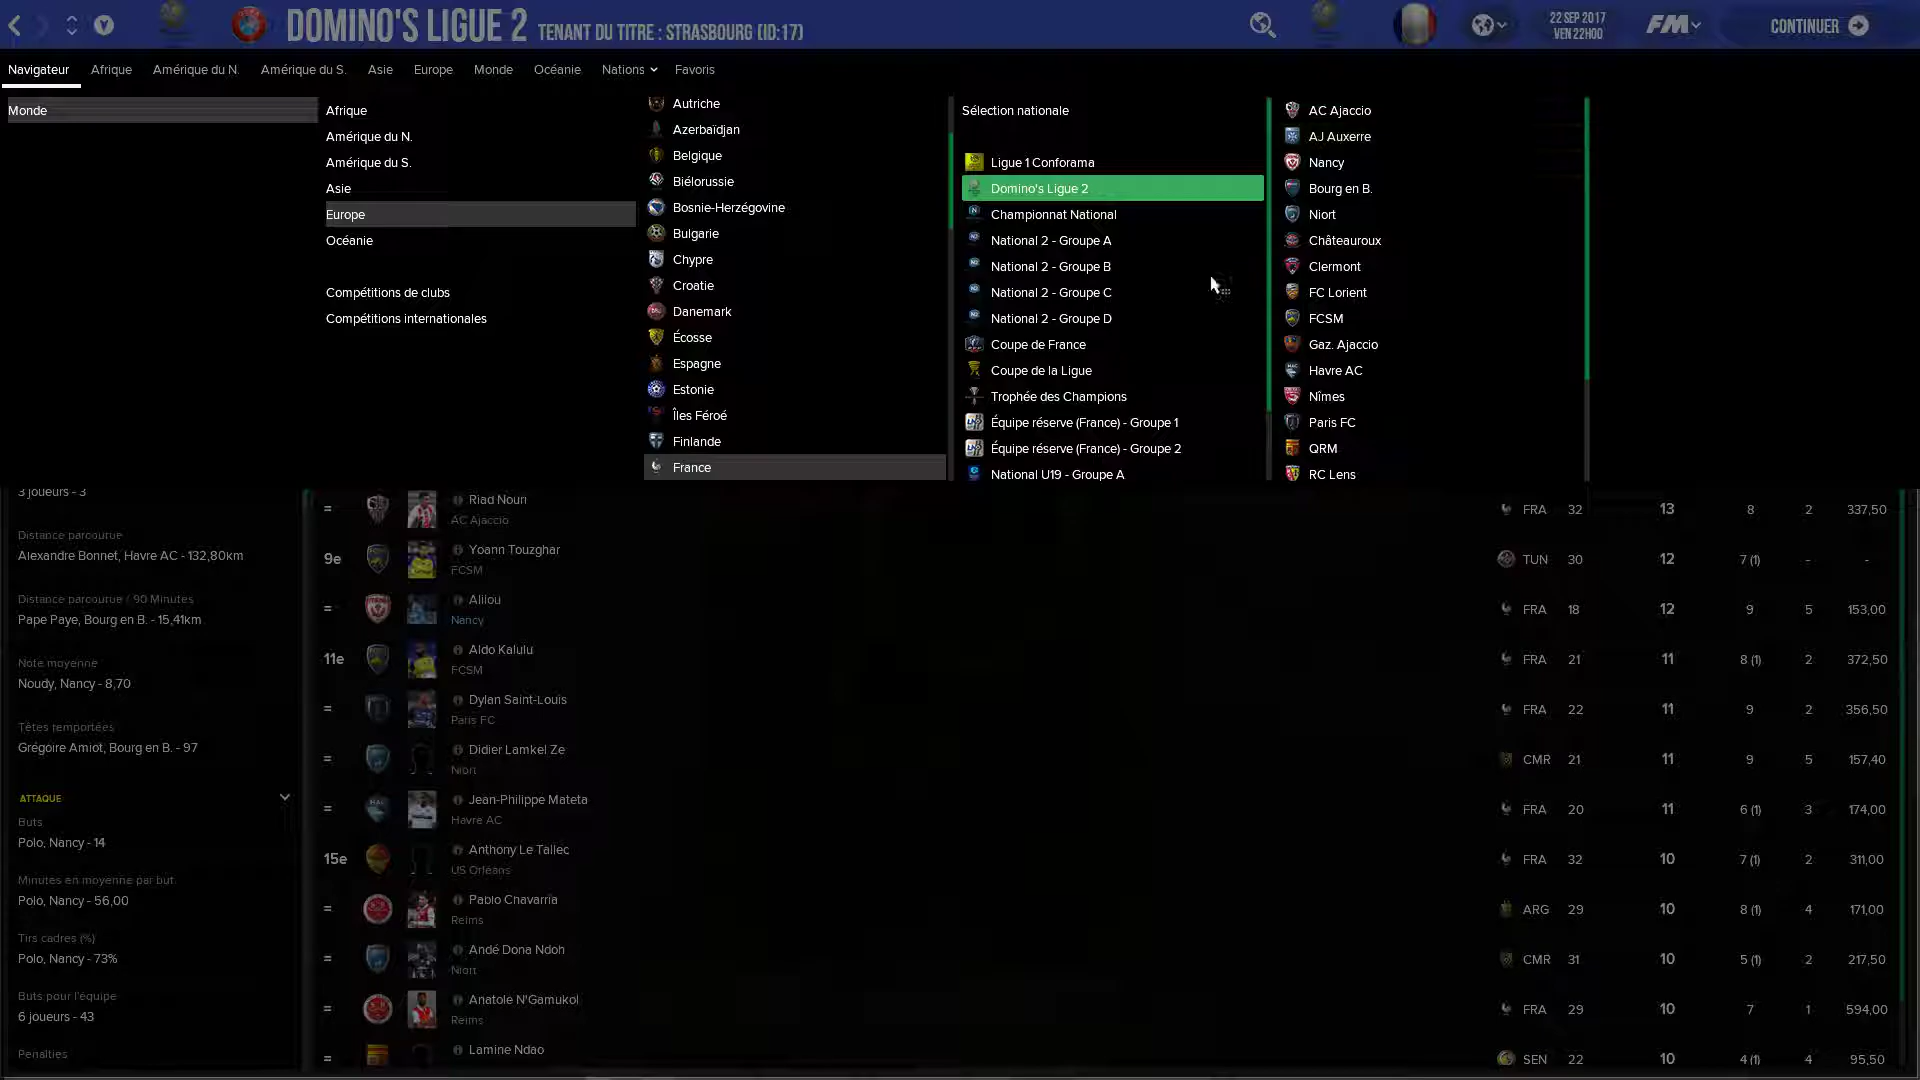 DOMINO'S LIGUE 2 TENANT DU TITRE : STRASBOURG (ID:17)
22 SEP 2017
VEN 22H00
FM
CONTINUER
Navigateur Afrique Amérique du N. Amérique du S. Asie Europe Monde Océanie Nations Favoris
Monde
Afrique
Amérique du N.
Amérique du S.
Asie
Europe
Océanie
Compétitions de clubs
Compétitions internationales
Autriche
Azerbaïdjan
Belgique
Biélorussie
Bosnie-Herzégovine
Bulgarie
Chypre
Croatie
Danemark
Écosse
Espagne
Estonie
Îles Féroé
Finlande
France
Sélection nationale
Ligue 1 Conforama
Domino's Ligue 2
Championnat National
National 2 - Groupe A
National 2 - Groupe B
National 2 - Groupe C
National 2 - Groupe D
Coupe de France
Coupe de la Ligue
Trophée des Champions
Équipe réserve (France) - Groupe 1
Équipe réserve (France) - Groupe 2
National U19 - Groupe A
AC Ajaccio
AJ Auxerre
Nancy
Bourg en B.
Niort
Châteauroux
Clermont
FC Lorient
FCSM
Gaz. Ajaccio
Havre AC
Nîmes
Paris FC
QRM
RC Lens
3 joueurs - 3
Distance parcourue
Alexandre Bonnet, Havre AC - 132,80km
Distance parcourue / 90 Minutes
Pape Paye, Bourg en B. - 15,41km
Note moyenne
Noudy, Nancy - 8,70
Têtes remportées
Grégoire Amiot, Bourg en B. - 97
ATTAQUE
Buts
Polo, Nancy - 14
Minutes en moyenne par but
Polo, Nancy - 56,00
Tirs cadrés (%)
Polo, Nancy - 73%
Buts pour l'équipe
6 joueurs - 43
Penalties
= Riad Nouri FRA 32 13 8 2 337,50
AC Ajaccio
9e Yoann Touzghar TUN 30 12 7 (1) - -
FCSM
= Alilou FRA 18 12 9 5 153,00
Nancy
11e Aldo Kalulu FRA 21 11 8 (1) 2 372,50
FCSM
= Dylan Saint-Louis FRA 22 11 9 2 356,50
Paris FC
= Didier Lamkel Ze CMR 21 11 9 5 157,40
Niort
= Jean-Philippe Mateta FRA 20 11 6 (1) 3 174,00
Havre AC
15e Anthony Le Tallec FRA 32 10 7 (1) 2 311,00
US Orléans
= Pablo Chavarria ARG 29 10 8 (1) 4 171,00
Reims
= Andé Dona Ndoh CMR 31 10 5 (1) 2 217,50
Niort
= Anatole N'Gamukol FRA 29 10 7 1 594,00
Reims
= Lamine Ndao SEN 22 10 4 (1) 4 95,50